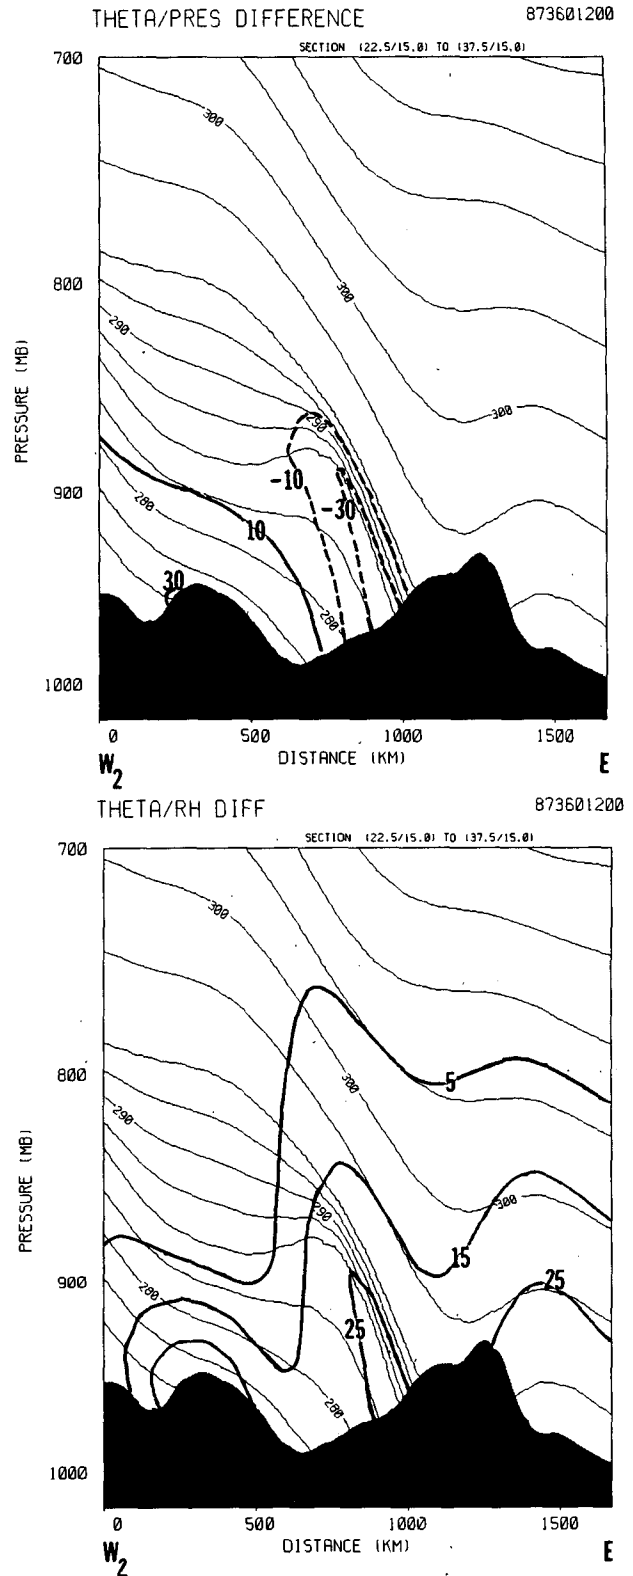 THETA/PRES DIFFERENCE 873601200
SECTION (22.5/15.0) TO (37.5/15.0)
700
300
800
300
290
PRESSURE (MB)
300
290
-10
-30
900
280
10
30
280
1000
0 500 1000 1500
DISTANCE (KM)
W2 E
THETA/RH DIFF 873601200
SECTION (22.5/15.0) TO (37.5/15.0)
700
300
800
300
5
290
PRESSURE (MB)
300
290
15
900
25
280
25
280
1000
0 500 1000 1500
DISTANCE (KM)
W2 E